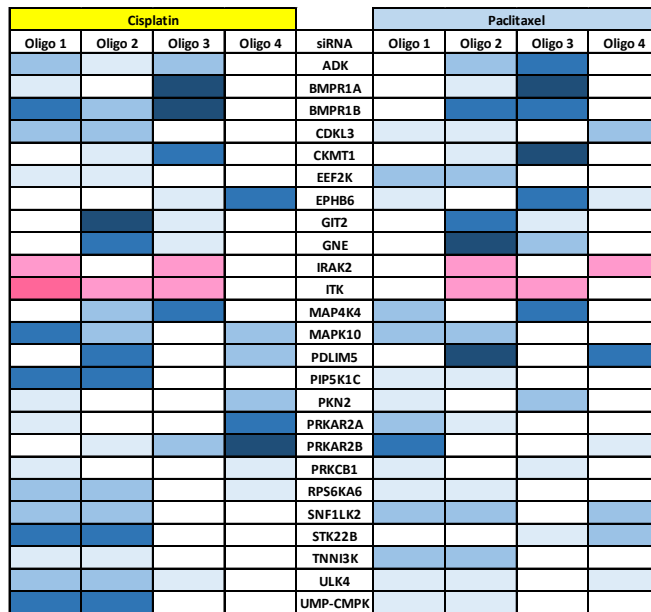 Cisplatin Paclitaxel
Oligo 1 Oligo 2 Oligo 3 Oligo 4 siRNA Oligo 1 Oligo 2 Oligo 3 Oligo 4
ADK
BMPR1A
BMPR1B
CDKL3
CKMT1
EEF2K
EPHB6
GIT2
GNE
IRAK2
ITK
MAP4K4
MAPK10
PDLIM5
PIP5K1C
PKN2
PRKAR2A
PRKAR2B
PRKCB1
RPS6KA6
SNF1LK2
STK22B
TNNI3K
ULK4
UMP-CMPK